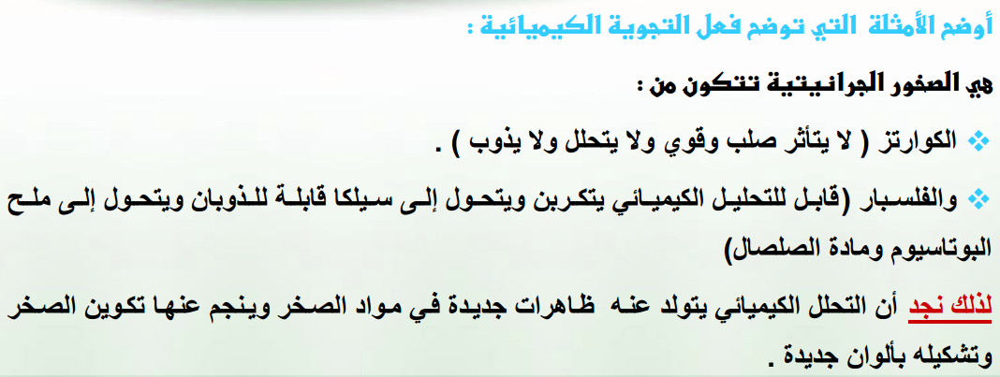 أوضح الأمثلة التي توضح فعل التجوية الكيميائية :
هي الصخور الجرانيتية تتكون من :
❖ الكوارتز ( لا يتأثر صلب وقوي ولا يتحلل ولا يذوب ) .
❖ والفلسبار (قابل للتحليل الكيميائي يتكربن ويتحول إلى سيلكا قابلة للذوبان ويتحول إلى ملح
البوتاسيوم ومادة الصلصال)
لذلك نجد أن التحلل الكيميائي يتولد عنه ظاهرات جديدة في مواد الصخر وينجم عنها تكوين الصخر
وتشكيله بألوان جديدة .